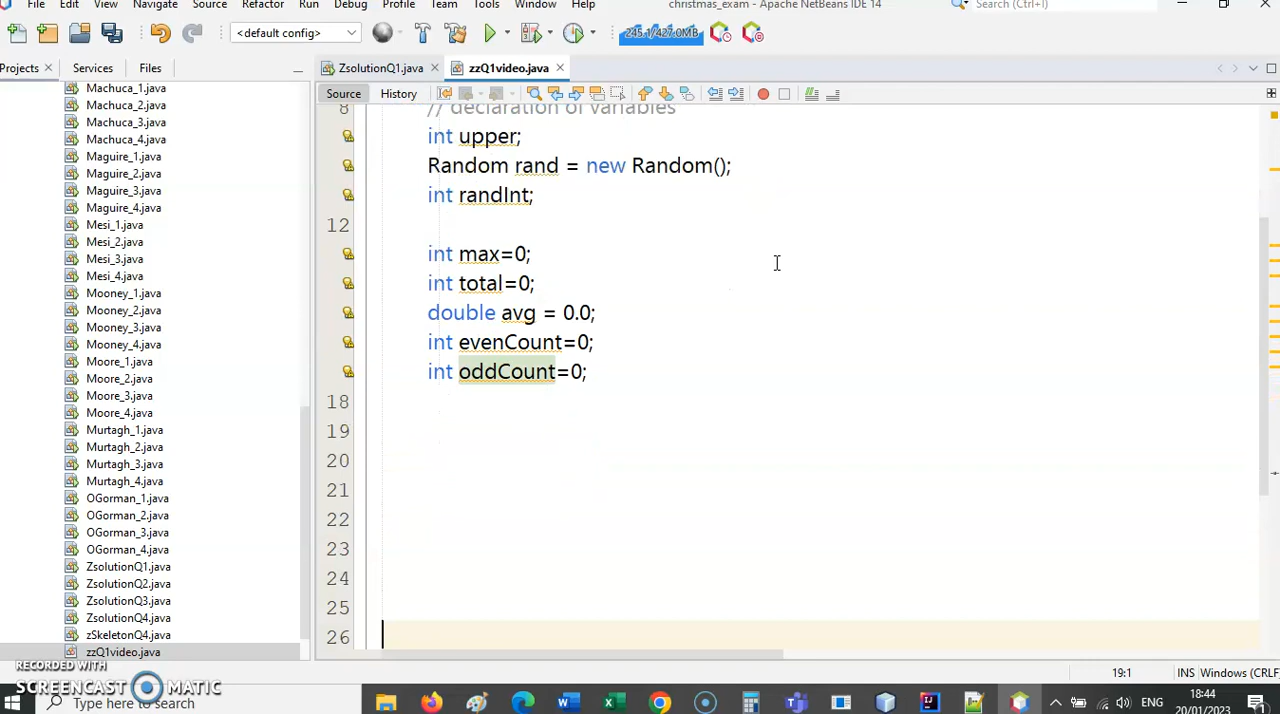 File Edit View Navigate Source Refactor Run Debug Profile Team Tools Window Help christmas_exam - Apache NetBeans IDE 14 Search (Ctrl+I)
<default config> 245.1/427.0MB
Projects Services Files ZsolutionQ1.java zzQ1video.java
Source History
Machuca_1.java
Machuca_2.java
Machuca_3.java
Machuca_4.java
Maguire_1.java
Maguire_2.java
Maguire_3.java
Maguire_4.java
Mesi_1.java
Mesi_2.java
Mesi_3.java
Mesi_4.java
Mooney_1.java
Mooney_2.java
Mooney_3.java
Mooney_4.java
Moore_1.java
Moore_2.java
Moore_3.java
Moore_4.java
Murtagh_1.java
Murtagh_2.java
Murtagh_3.java
Murtagh_4.java
OGorman_1.java
OGorman_2.java
OGorman_3.java
OGorman_4.java
ZsolutionQ1.java
ZsolutionQ2.java
ZsolutionQ3.java
ZsolutionQ4.java
zSkeletonQ4.java
zzQ1video.java
8 // declaration of variables
int upper;
Random rand = new Random();
int randInt;
12
int max=0;
int total=0;
double avg = 0.0;
int evenCount=0;
int oddCount=0;
18
19
20
21
22
23
24
25
26
19:1 INS Windows (CRLF
RECORDED WITH
SCREENCAST MATIC
Type here to search
ENG
18:44
20/01/2023